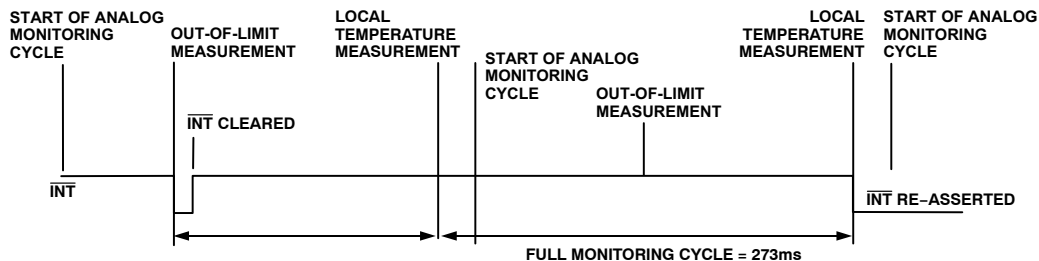 START OF ANALOG
MONITORING
CYCLE
OUT-OF-LIMIT
MEASUREMENT
LOCAL
TEMPERATURE
MEASUREMENT
START OF ANALOG
MONITORING
CYCLE
OUT-OF-LIMIT
MEASUREMENT
LOCAL
TEMPERATURE
MEASUREMENT
START OF ANALOG
MONITORING
CYCLE
INT CLEARED
INT
INT RE–ASSERTED
FULL MONITORING CYCLE = 273ms